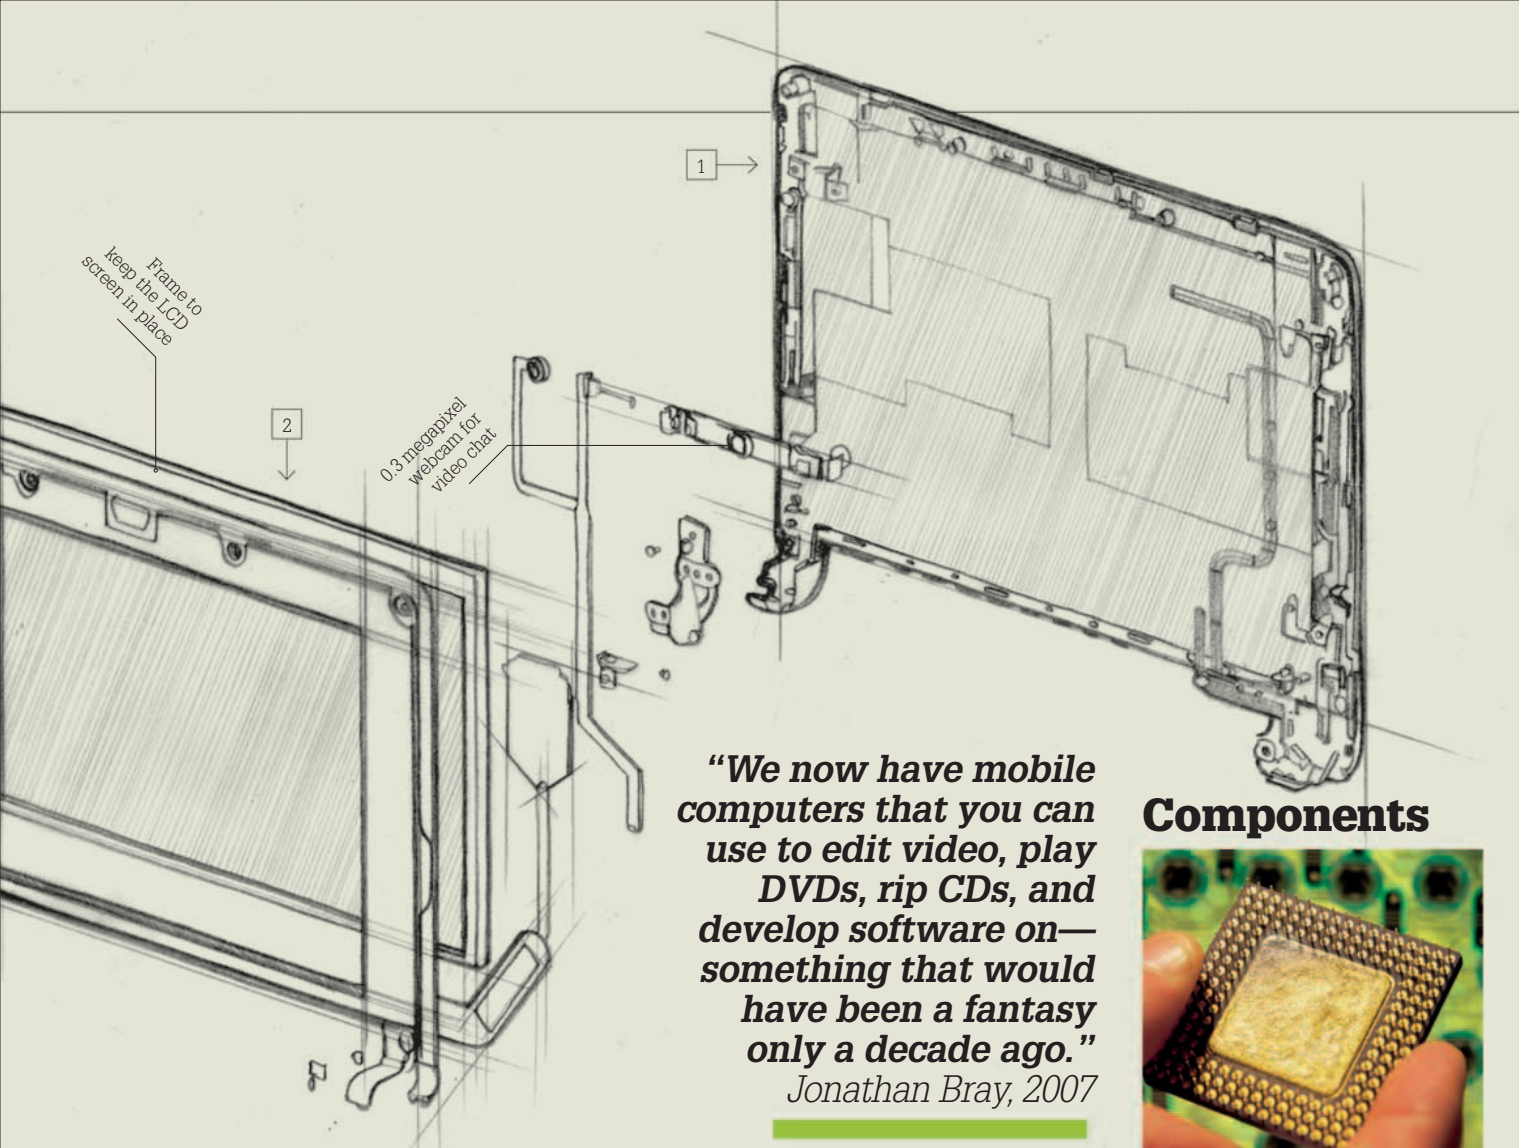 1
Frame to
keep the LCD
screen in place
2
0.3 megapixel
webcam for
video chat
“We now have mobile
computers that you can
use to edit video, play
DVDs, rip CDs, and
develop software on—
something that would
have been a fantasy
only a decade ago.”
Jonathan Bray, 2007
Components